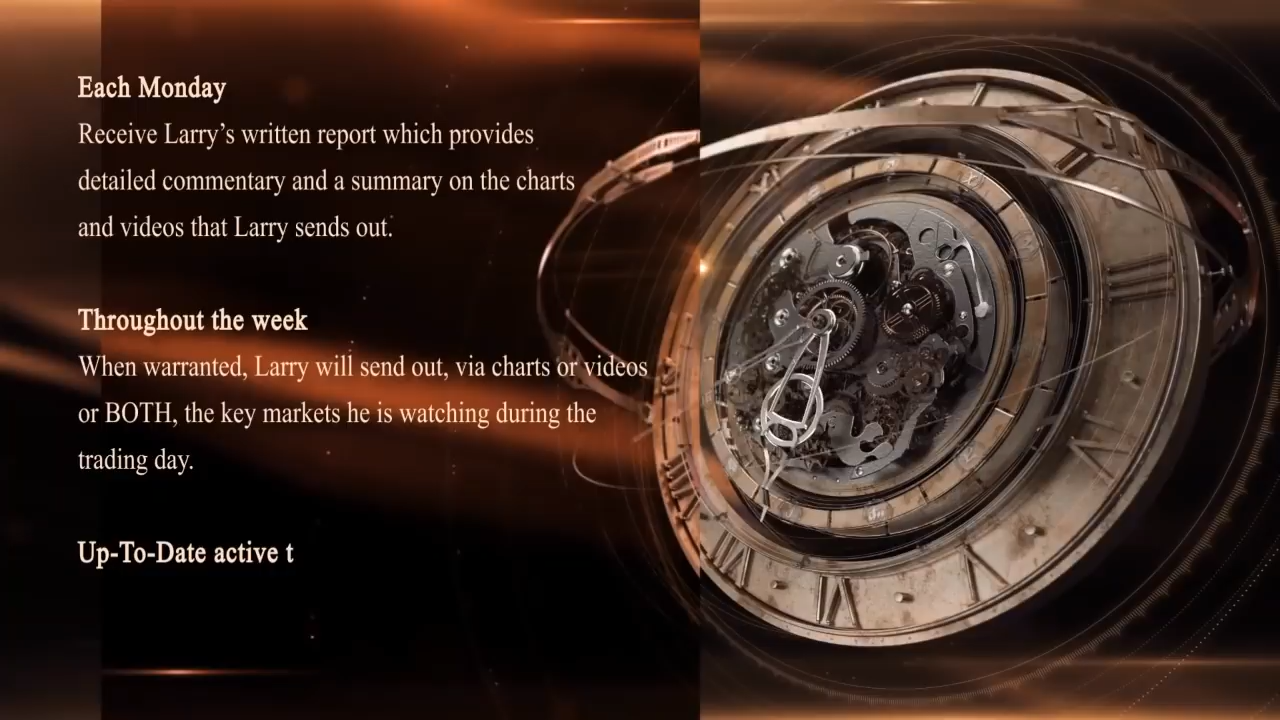 Each Monday
Receive Larry’s written report which provides
detailed commentary and a summary on the charts
and videos that Larry sends out.
Throughout the week
When warranted, Larry will send out, via charts or videos
or BOTH, the key markets he is watching during the
trading day.
Up-To-Date active t